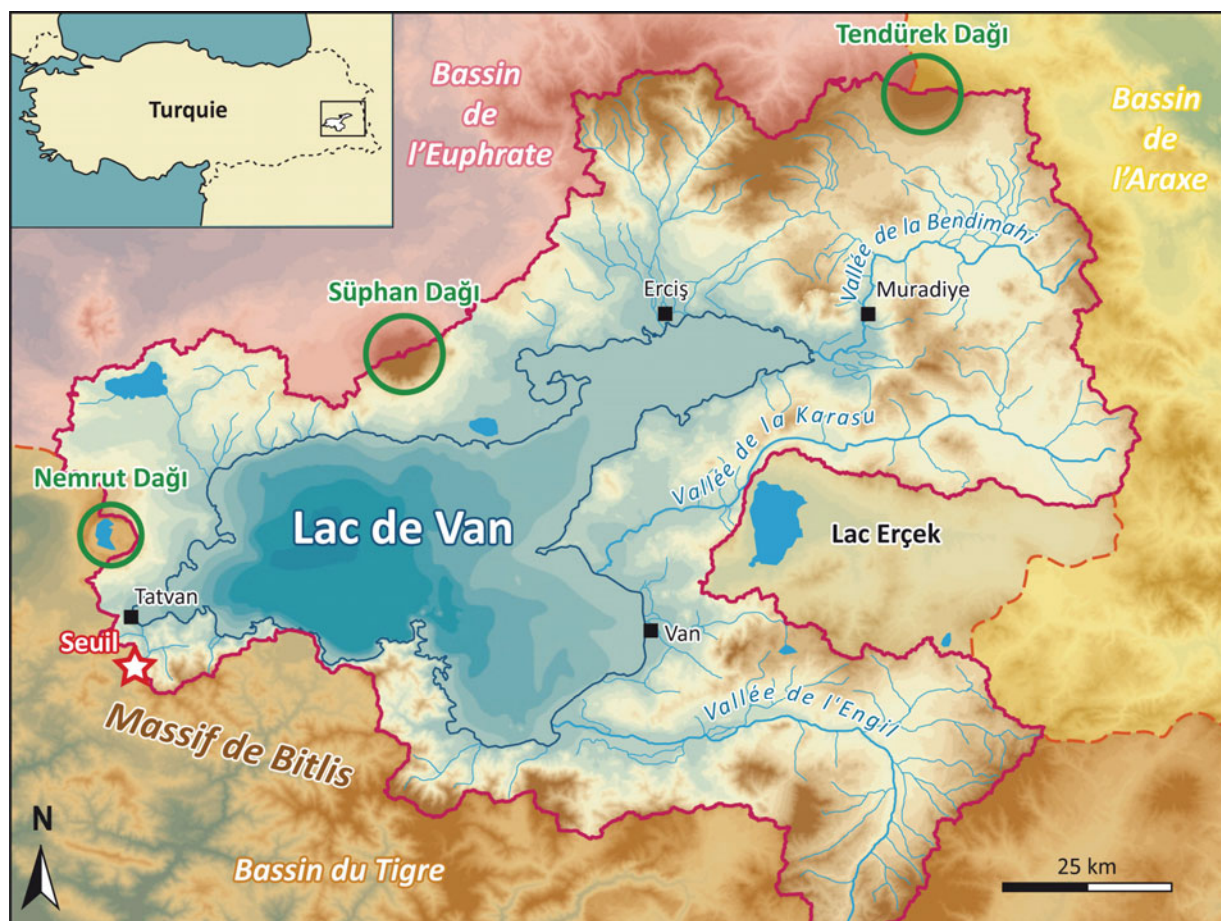 Tendürek Dağı
Bassin
de
l'Euphrate
Turquie
Bassin
de
l'Araxe
Vallée de la Bendimahi
Süphan Dağı
Erciş
Muradiye
Vallée de la Karasu
Nemrut Dağı
Lac de Van
Lac Erçek
Tatvan
Van
Seuil
Vallée de l'Engil
Massif de Bitlis
N
Bassin du Tigre
25 km